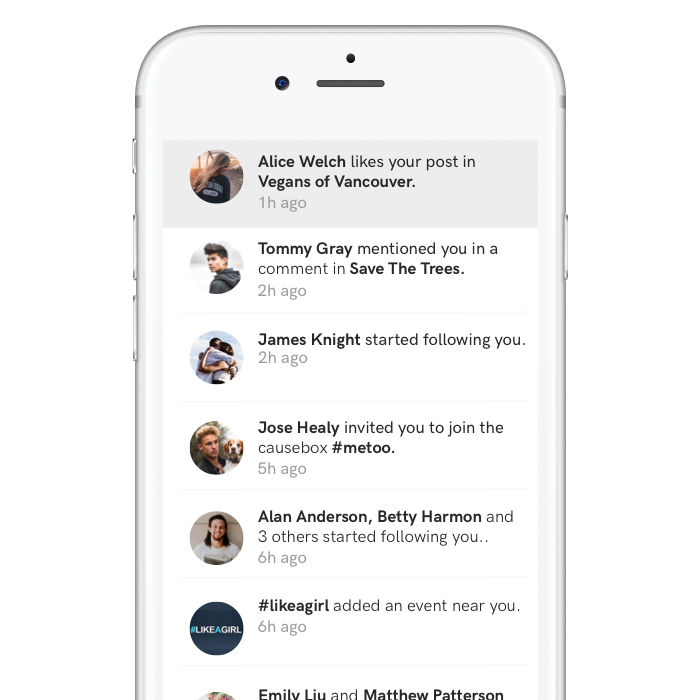 Alice Welch likes your post in
Vegans of Vancouver.
1h ago
Tommy Gray mentioned you in a
comment in Save The Trees.
2h ago
James Knight started following you.
2h ago
Jose Healy invited you to join the
causebox #metoo.
5h ago
Alan Anderson, Betty Harmon and
3 others started following you..
6h ago
#LIKEAGIRL
#likeagirl added an event near you.
6h ago
Emily Liu and Matthew Patterson